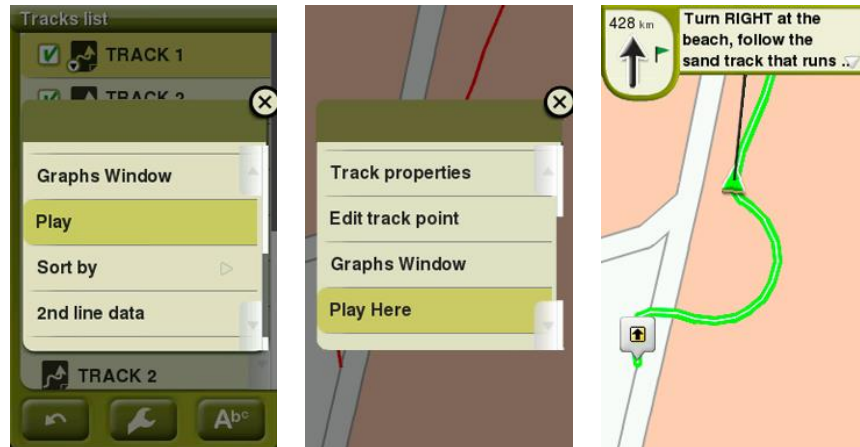 Tracks list
TRACK 1
TRACK 2
Graphs Window
Play
Sort by
2nd line data
TRACK 2
Abc
Track properties
Edit track point
Graphs Window
Play Here
428 km
Turn RIGHT at the
beach, follow the
sand track that runs ..